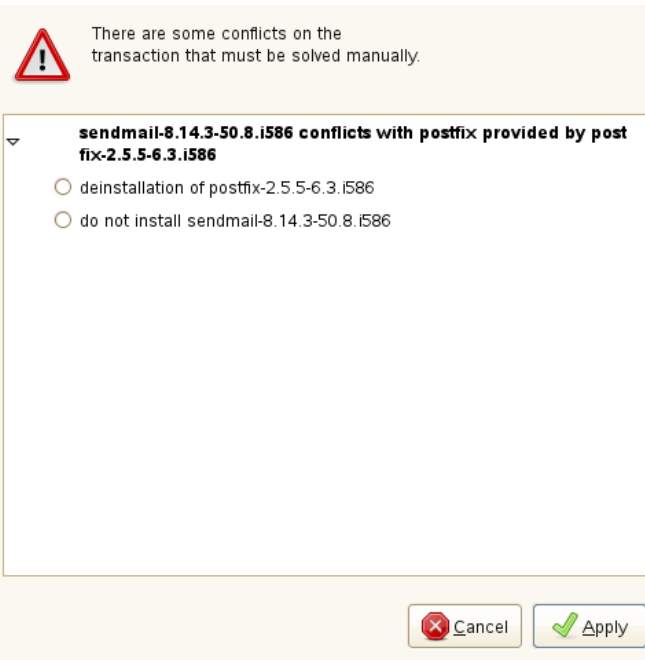 There are some conflicts on the
transaction that must be solved manually.
sendmail-8.14.3-50.8.i586 conflicts with postfix provided by post
fix-2.5.5-6.3.i586
deinstallation of postfix-2.5.5-6.3.i586
do not install sendmail-8.14.3-50.8.i586
Cancel
Apply